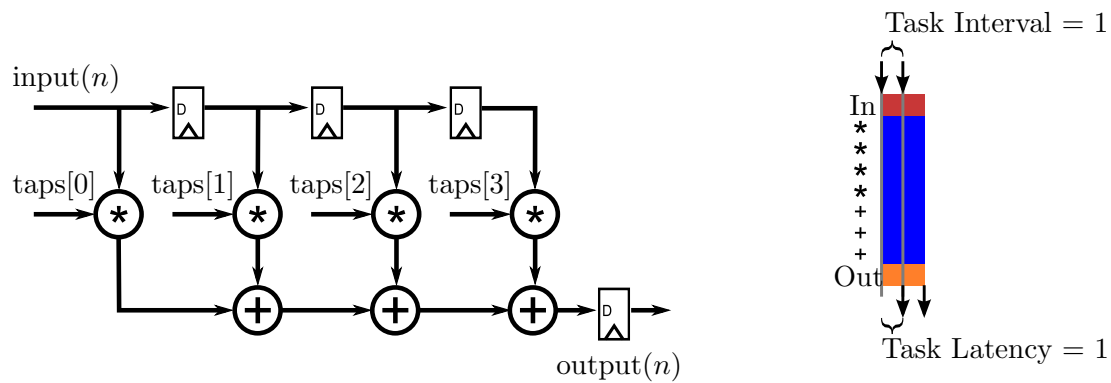 Task Interval = 1
input(n)
D
D
D
In
*
*
*
*
+
+
+
Out
taps[0]
taps[1]
taps[2]
taps[3]
*
*
*
*
+
+
+
D
output(n)
Task Latency = 1